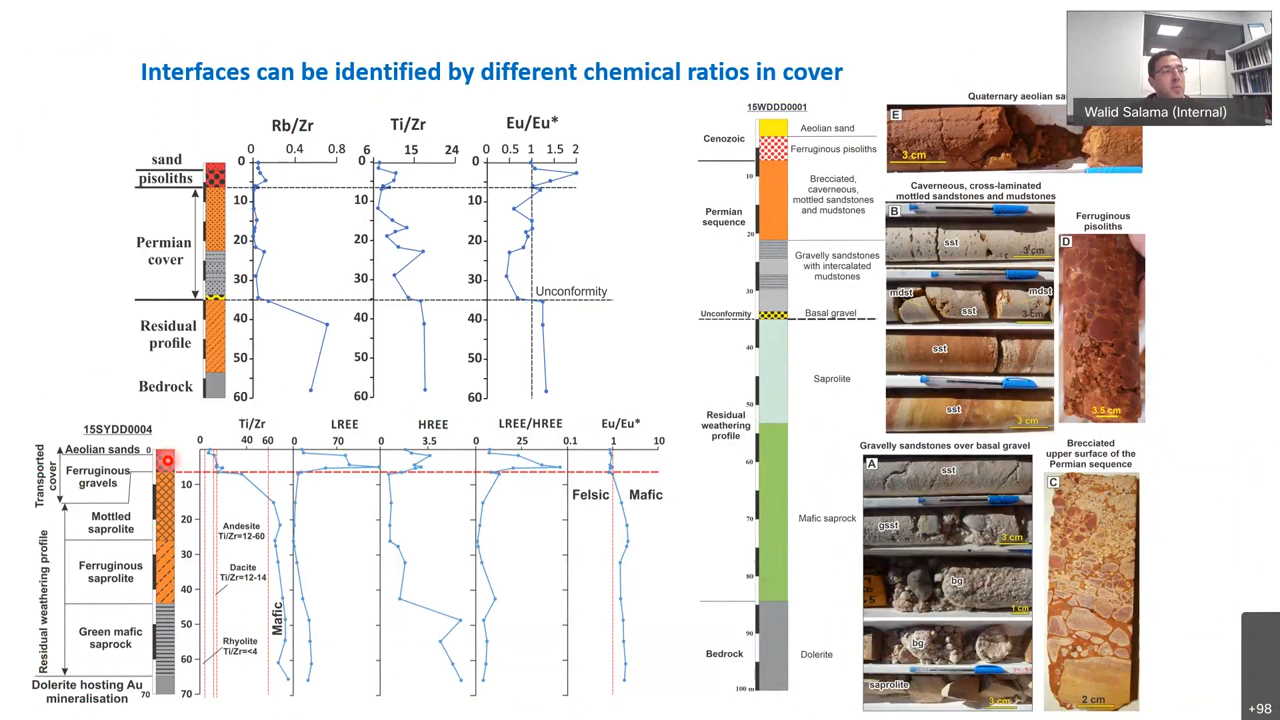 Interfaces can be identified by different chemical ratios in cover
Walid Salama (Internal)
Rb/Zr
Ti/Zr
Eu/Eu*
0 0.4 0.8
6 15 24
0 0.5 1 1.5 2
sand
pisoliths
Permian
cover
Residual
profile
Bedrock
0
10
20
30
40
50
60
0
10
20
30
40
50
60
0
10
20
30
40
50
60
Unconformity
15SYDD0004
Ti/Zr
LREE
HREE
LREE/HREE
Eu/Eu*
0 40 60
0 70
0 3.5
0 25
0.1 1 10
Transported
cover
Aeolian sands
Ferruginous
gravels
Residual weathering profile
Mottled
saprolite
Ferruginous
saprolite
Green mafic
saprock
Dolerite hosting Au
mineralisation
0
70
0
10
20
30
40
50
60
70
Andesite
Ti/Zr=12-60
Dacite
Ti/Zr=12-14
Rhyolite
Ti/Zr=<4
Mafic
Felsic
Mafic
15WDDD0001
Cenozoic
Aeolian sand
Ferruginous pisoliths
10
Permian
sequence
Brecciated,
cavernous,
mottled sandstones
and mudstones
20
Gravelly sandstones
with intercalated
mudstones
30
Unconformity
Basal gravel
40
Saprolite
50
Residual
weathering
profile
60
70
Mafic saprock
80
90
Bedrock
Dolerite
100 m
Quaternary aeolian
E
3 cm
Caverneous, cross-laminated
mottled sandstones and mudstones
B
sst
3 cm
mdst
sst
mdst
3 cm
sst
sst
3 cm
Ferruginous
pisoliths
D
3.5 cm
Gravelly sandstones over basal gravel
A
sst
gsst
3 cm
bg
1 cm
bg
saprolite
3 cm
Brecciated
upper surface of the
Permian sequence
C
2 cm
+98